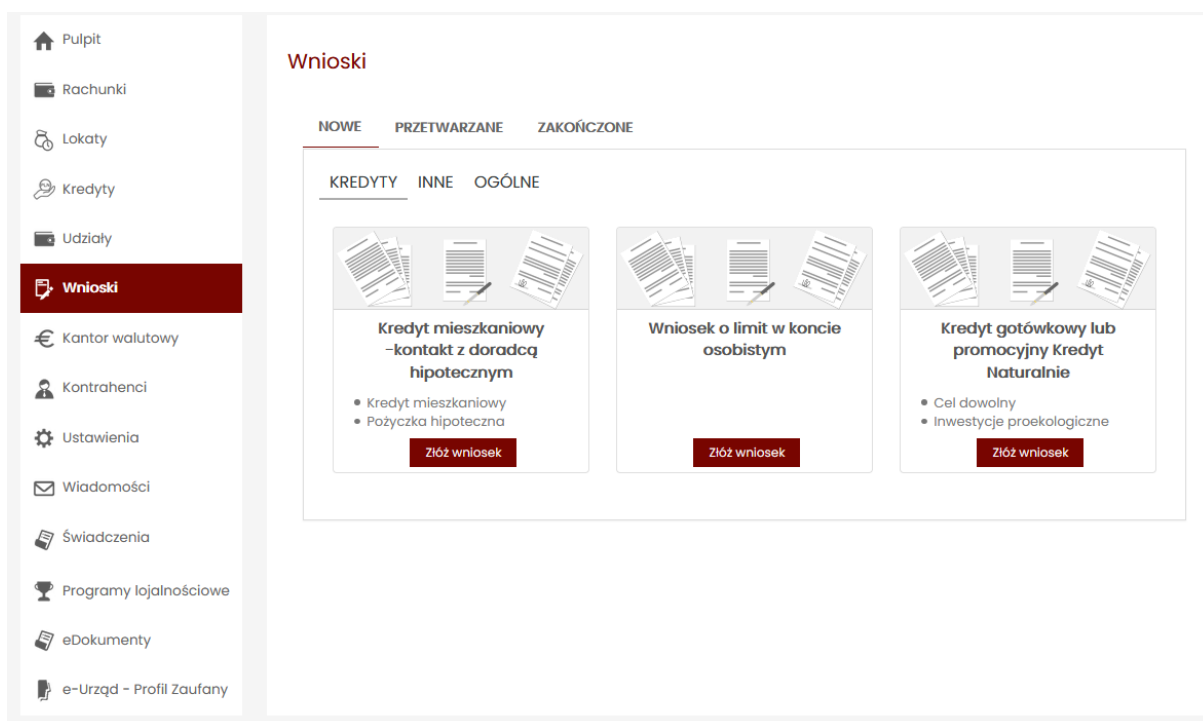 Pulpit
Rachunki
Lokaty
Kredyty
Udziały
Wnioski
Kantor walutowy
Kontrahenci
Ustawienia
Wiadomości
Świadczenia
Programy lojalnościowe
eDokumenty
e-Urząd - Profil Zaufany
Wnioski
NOWE PRZETWARZANE ZAKOŃCZONE
KREDYTY INNE OGÓLNE
Kredyt mieszkaniowy
-kontakt z doradcą
hipotecznym
Kredyt mieszkaniowy
Pożyczka hipoteczna
Złóż wniosek
Wniosek o limit w koncie
osobistym
Złóż wniosek
Kredyt gotówkowy lub
promocyjny Kredyt
Naturalnie
Cel dowolny
Inwestycje proekologiczne
Złóż wniosek